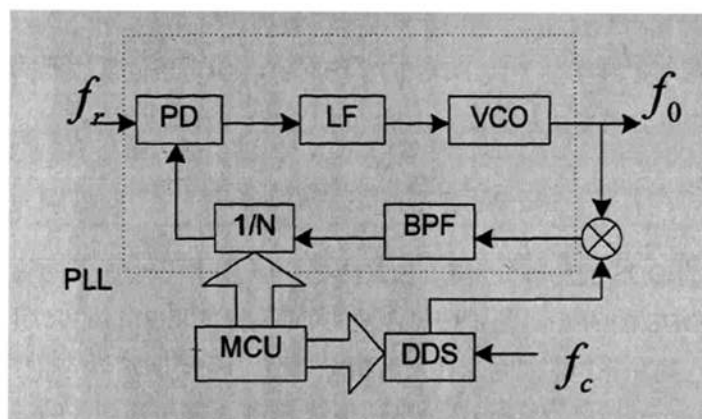 f_r PD LF VCO f_0
1/N BPF
PLL
MCU DDS
f_c